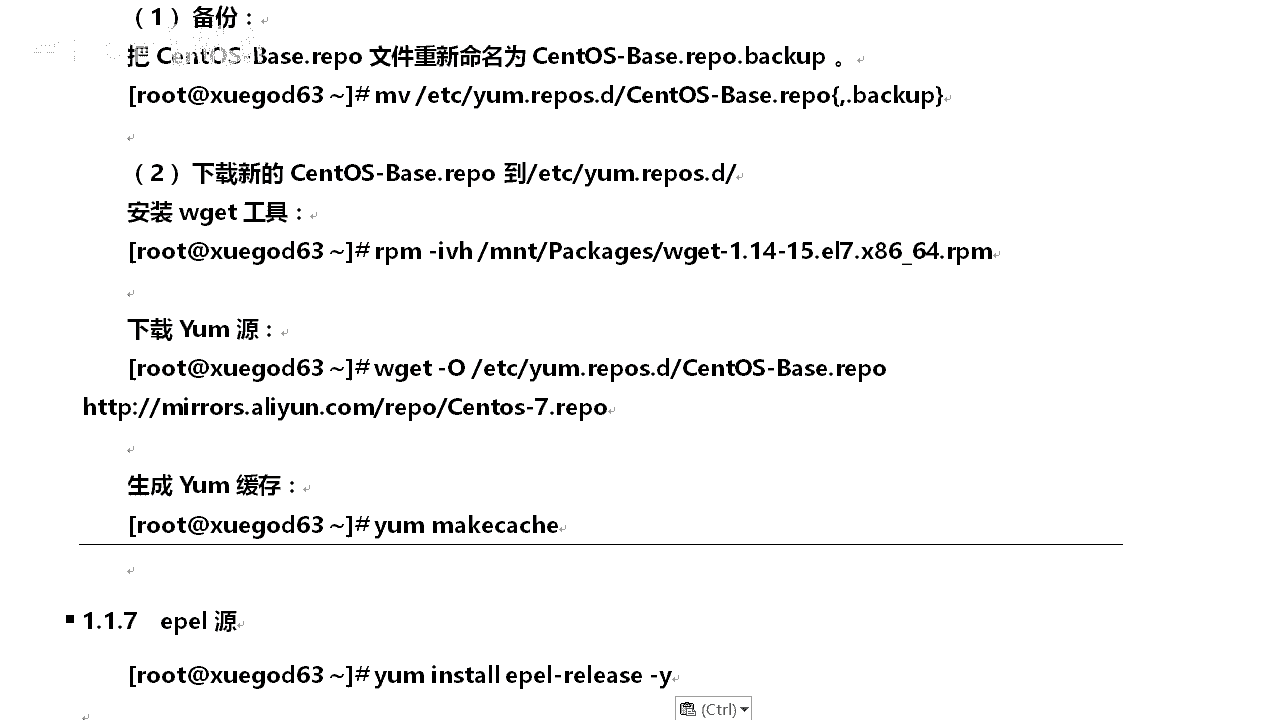 （1）备份：
把 CentOS-Base.repo 文件重新命名为 CentOS-Base.repo.backup 。
[root@xuegod63 ~]# mv /etc/yum.repos.d/CentOS-Base.repo{,.backup}
（2）下载新的 CentOS-Base.repo 到/etc/yum.repos.d/
安装 wget 工具：
[root@xuegod63 ~]# rpm -ivh /mnt/Packages/wget-1.14-15.el7.x86_64.rpm
下载 Yum 源：
[root@xuegod63 ~]# wget -O /etc/yum.repos.d/CentOS-Base.repo
http://mirrors.aliyun.com/repo/Centos-7.repo
生成 Yum 缓存：
[root@xuegod63 ~]# yum makecache
1.1.7 epel 源
[root@xuegod63 ~]# yum install epel-release -y
(Ctrl)